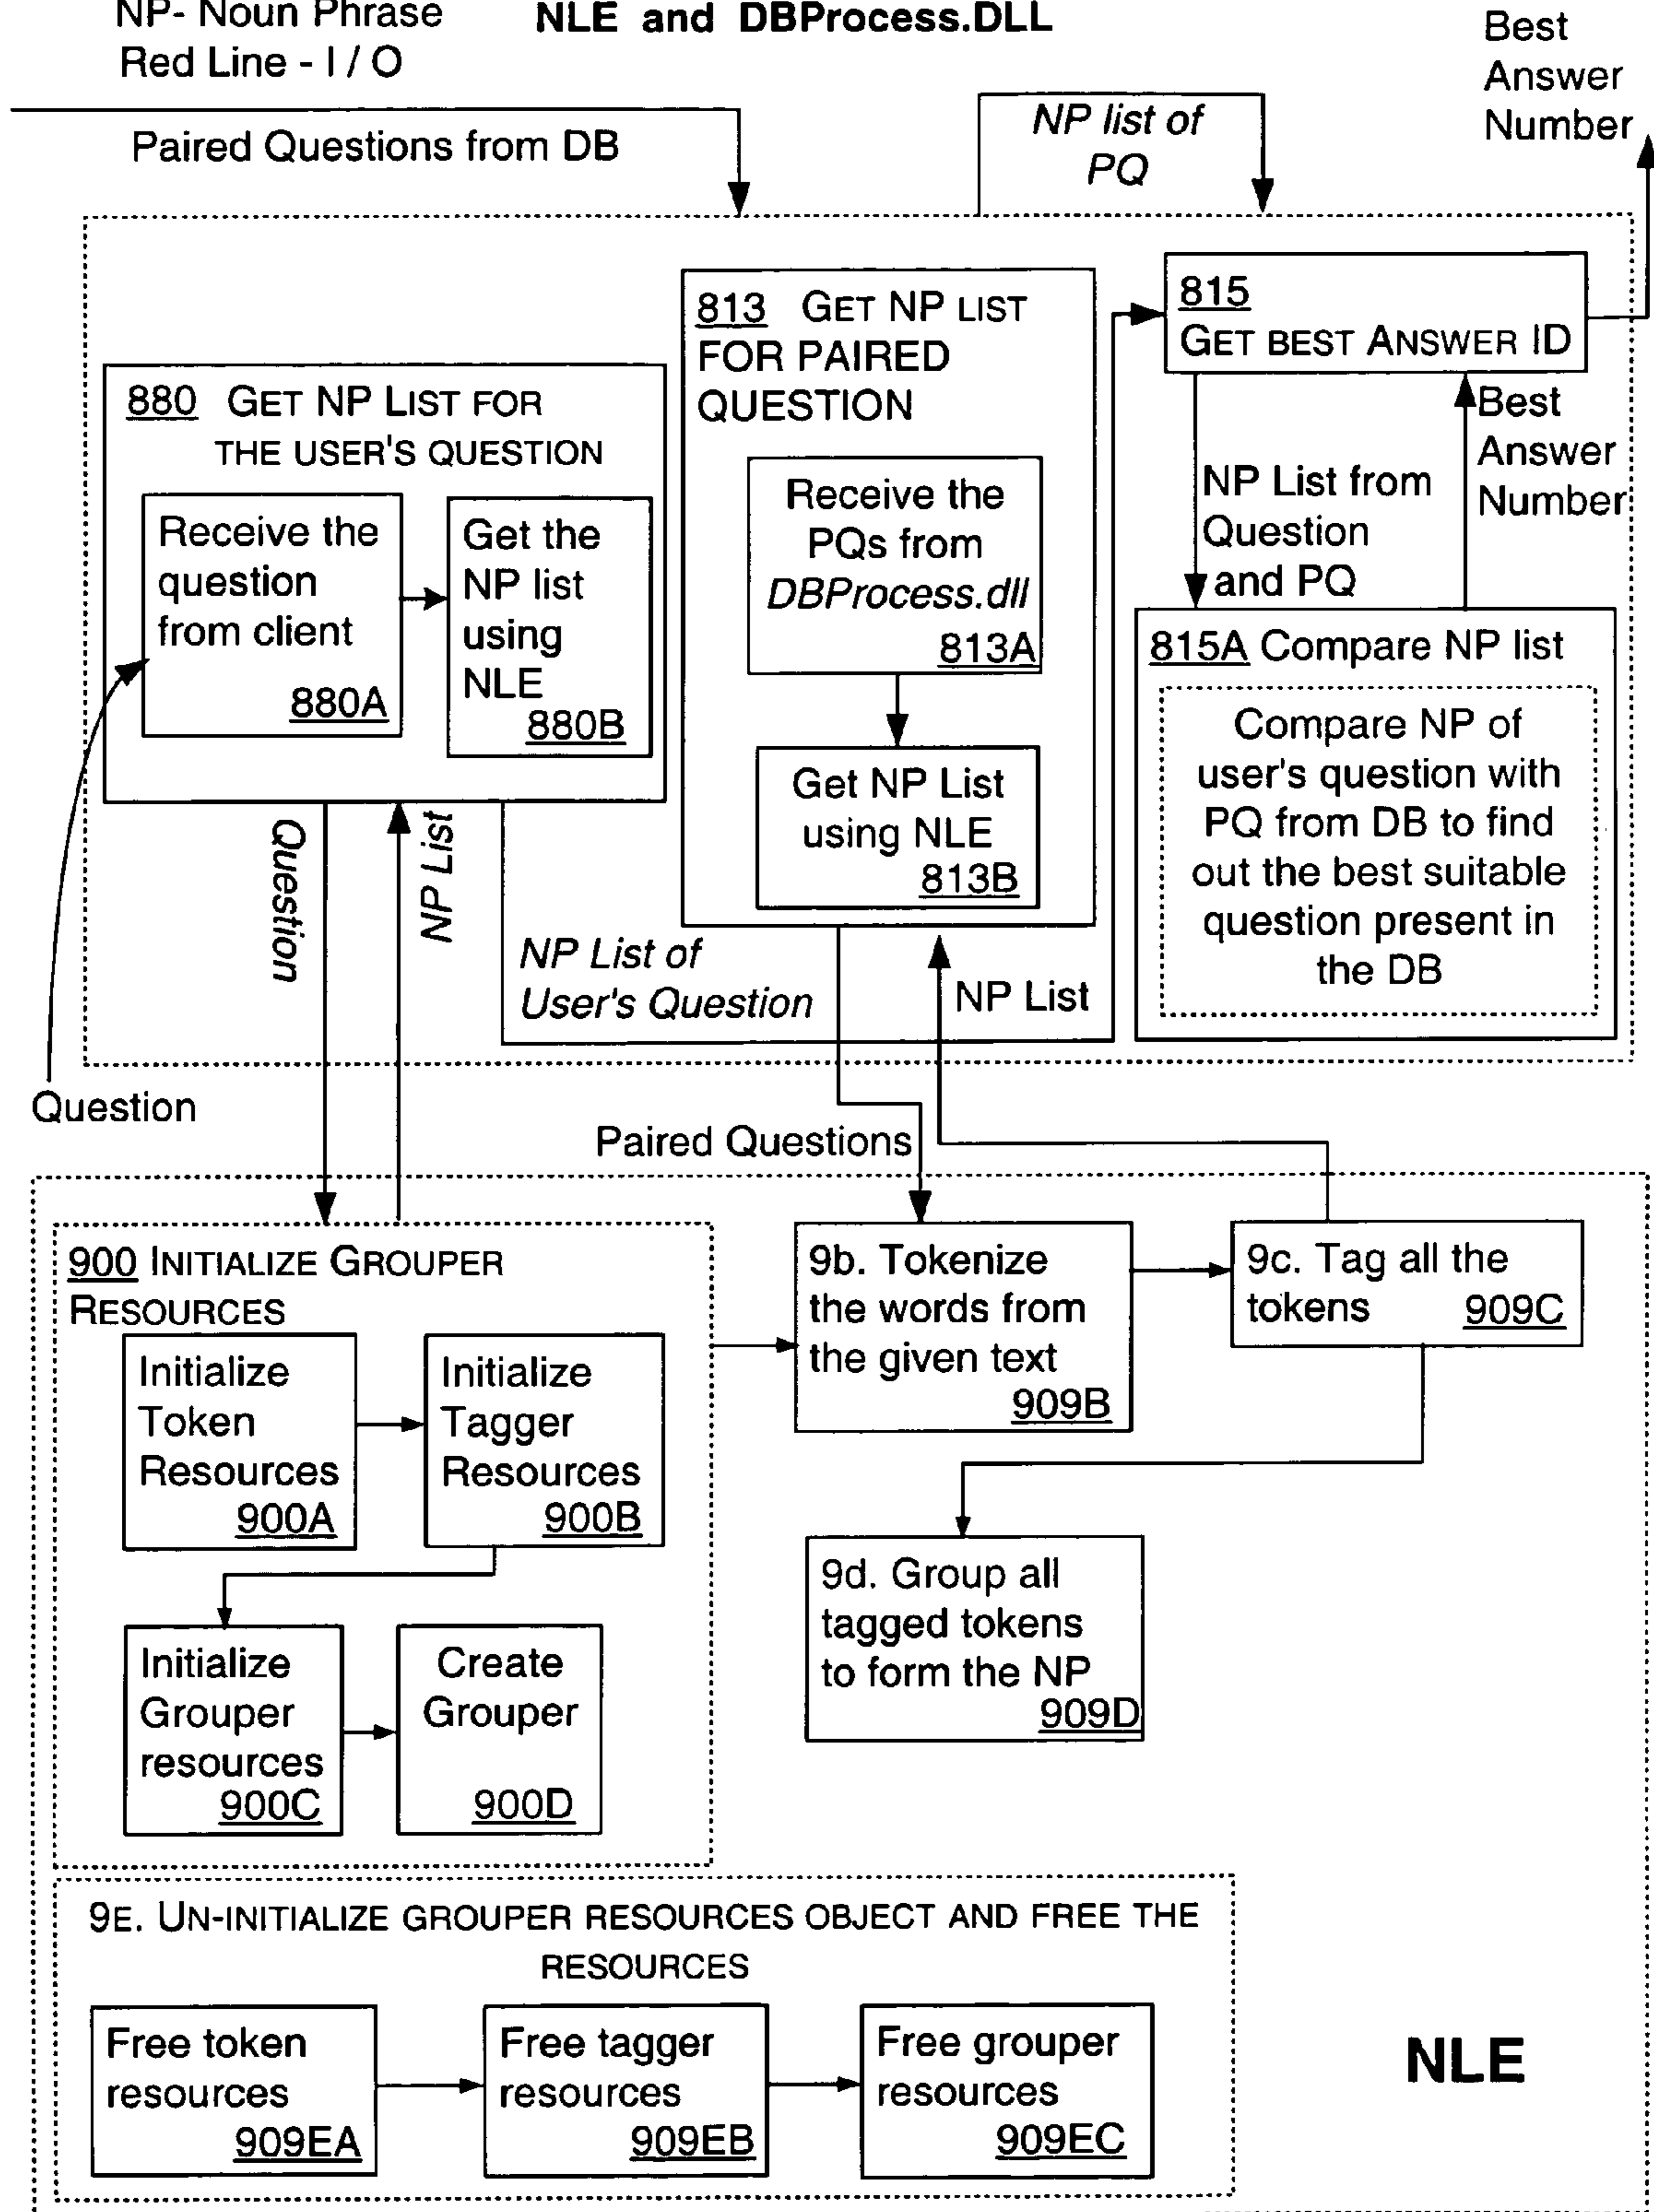 NP- Noun Phrase
Red Line - I / O
NLE and DBProcess.DLL
Best
Answer
Number
Paired Questions from DB
NP list of
PQ
880 GET NP LIST FOR
THE USER'S QUESTION
Receive the
question
from client
880A
Get the
NP list
using
NLE
880B
813 GET NP LIST
FOR PAIRED
QUESTION
Receive the
PQs from
DBProcess.dll
813A
Get NP List
using NLE
813B
815
GET BEST ANSWER ID
NP List from
Question
and PQ
Best
Answer
Number
815A Compare NP list
Compare NP of
user's question with
PQ from DB to find
out the best suitable
question present in
the DB
Question
NP List
NP List of
User's Question
NP List
Question
Paired Questions
900 INITIALIZE GROUPER
RESOURCES
Initialize
Token
Resources
900A
Initialize
Tagger
Resources
900B
Initialize
Grouper
resources
900C
Create
Grouper
900D
9b. Tokenize
the words from
the given text
909B
9c. Tag all the
tokens 909C
9d. Group all
tagged tokens
to form the NP
909D
9E. UN-INITIALIZE GROUPER RESOURCES OBJECT AND FREE THE
RESOURCES
Free token
resources
909EA
Free tagger
resources
909EB
Free grouper
resources
909EC
NLE